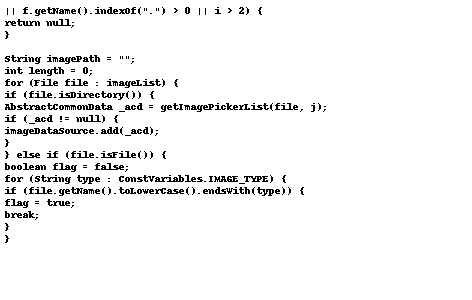 || f.getName().indexOf(".") > 0 || i > 2) {
return null;
}

String imagePath = "";
int length = 0;
for (File file : imageList) {
if (file.isDirectory()) {
AbstractCommonData _acd = getImagePickerList(file, j);
if (_acd != null) {
imageDataSource.add(_acd);
}
} else if (file.isFile()) {
boolean flag = false;
for (String type : ConstVariables.IMAGE_TYPE) {
if (file.getName().toLowerCase().endsWith(type)) {
flag = true;
break;
}
}